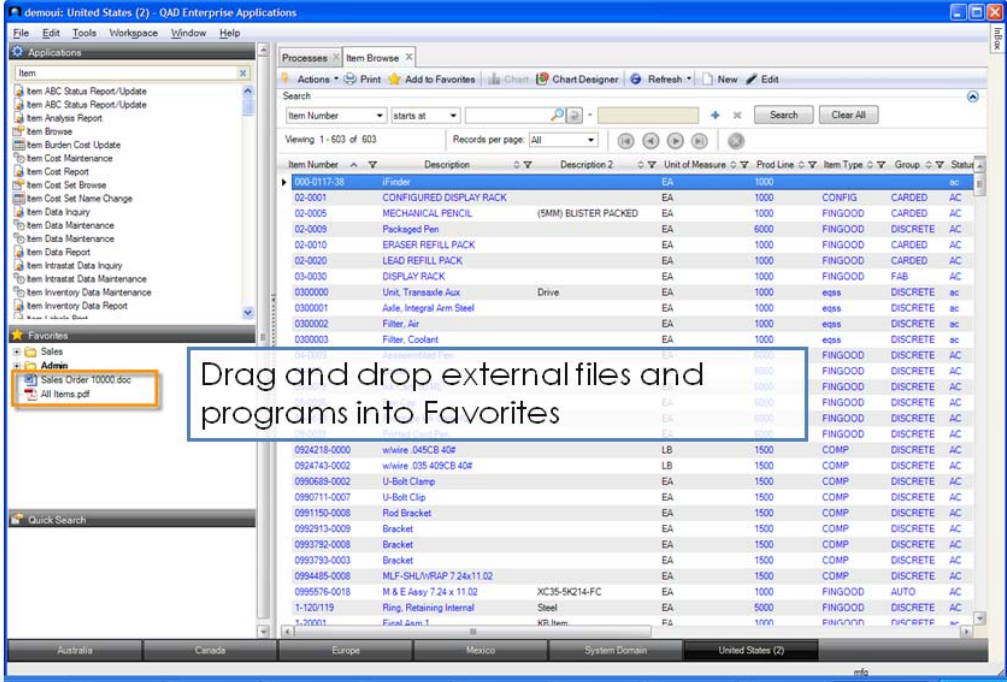 demoui: United States (2) - QAD Enterprise Applications
File Edit Tools Workspace Window Help
InBox
Applications
Item
Item ABC Status Report/Update
Item ABC Status Report/Update
Item Analysis Report
Item Browse
Item Burden Cost Update
Item Cost Maintenance
Item Cost Report
Item Cost Set Browse
Item Cost Set Name Change
Item Data Inquiry
Item Data Maintenance
Item Data Maintenance
Item Data Report
Item Intrastat Data Inquiry
Item Intrastat Data Maintenance
Item Inventory Data Maintenance
Item Inventory Data Report
Item Labels Print
Favorites
Sales
Admin
Sales Order 10000.doc
All Items.pdf
Quick Search
Processes Item Browse
Actions Print Add to Favorites Chart Chart Designer Refresh New Edit
Search
Item Number starts at - Search Clear All
Viewing 1 - 603 of 603 Records per page: All
Item Number Description Description 2 Unit of Measure Prod Line Item Type Group Status
000-0117-38 iFinder EA 1000 ac
02-0001 CONFIGURED DISPLAY RACK EA 1000 CONFIG CARDED AC
02-0005 MECHANICAL PENCIL (5MM) BLISTER PACKED EA 1000 FINGOOD CARDED AC
02-0009 Packaged Pen EA 6000 FINGOOD DISCRETE AC
02-0010 ERASER REFILL PACK EA 1000 FINGOOD CARDED AC
02-0020 LEAD REFILL PACK EA 1000 FINGOOD CARDED AC
03-0030 DISPLAY RACK EA 1000 FINGOOD FAB AC
0300000 Unit, Transaxle Aux Drive EA 1000 eqss DISCRETE ac
0300001 Axle, Integral Arm Steel EA 1000 eqss DISCRETE ac
0300002 Filter, Air EA 1000 eqss DISCRETE ac
0300003 Filter, Coolant EA 1000 eqss DISCRETE ac
FINGOOD DISCRETE AC
FINGOOD DISCRETE AC
FINGOOD DISCRETE AC
FINGOOD DISCRETE AC
FINGOOD DISCRETE AC
FINGOOD DISCRETE AC
Drag and drop external files and
programs into Favorites
0924218-0000 w/wire .045CB 40# LB 1500 COMP DISCRETE AC
0924743-0002 w/wire .035 409CB 40# LB 1500 COMP DISCRETE AC
0990689-0002 U-Bolt Clamp EA 1500 COMP DISCRETE AC
0990711-0007 U-Bolt Clip EA 1500 COMP DISCRETE AC
0991150-0008 Rod Bracket EA 1500 COMP DISCRETE AC
0992913-0009 Bracket EA 1500 COMP DISCRETE AC
0993792-0008 Bracket EA 1500 COMP DISCRETE AC
0993793-0003 Bracket EA 1500 COMP DISCRETE AC
0994485-0008 MLF-SHL/WRAP 7.24x11.02 EA 1500 COMP DISCRETE AC
0995576-0018 M & E Assy 7.24 x 11.02 XC35-5K214-FC EA 1000 FINGOOD AUTO AC
1-120/119 Ring, Retaining Internal Steel EA 5000 FINGOOD DISCRETE AC
1-20001 Final Asm 1 KB Item EA 1000 FINGOOD DISCRETE
Australia Canada Europe Mexico System Domain United States (2)
mfg